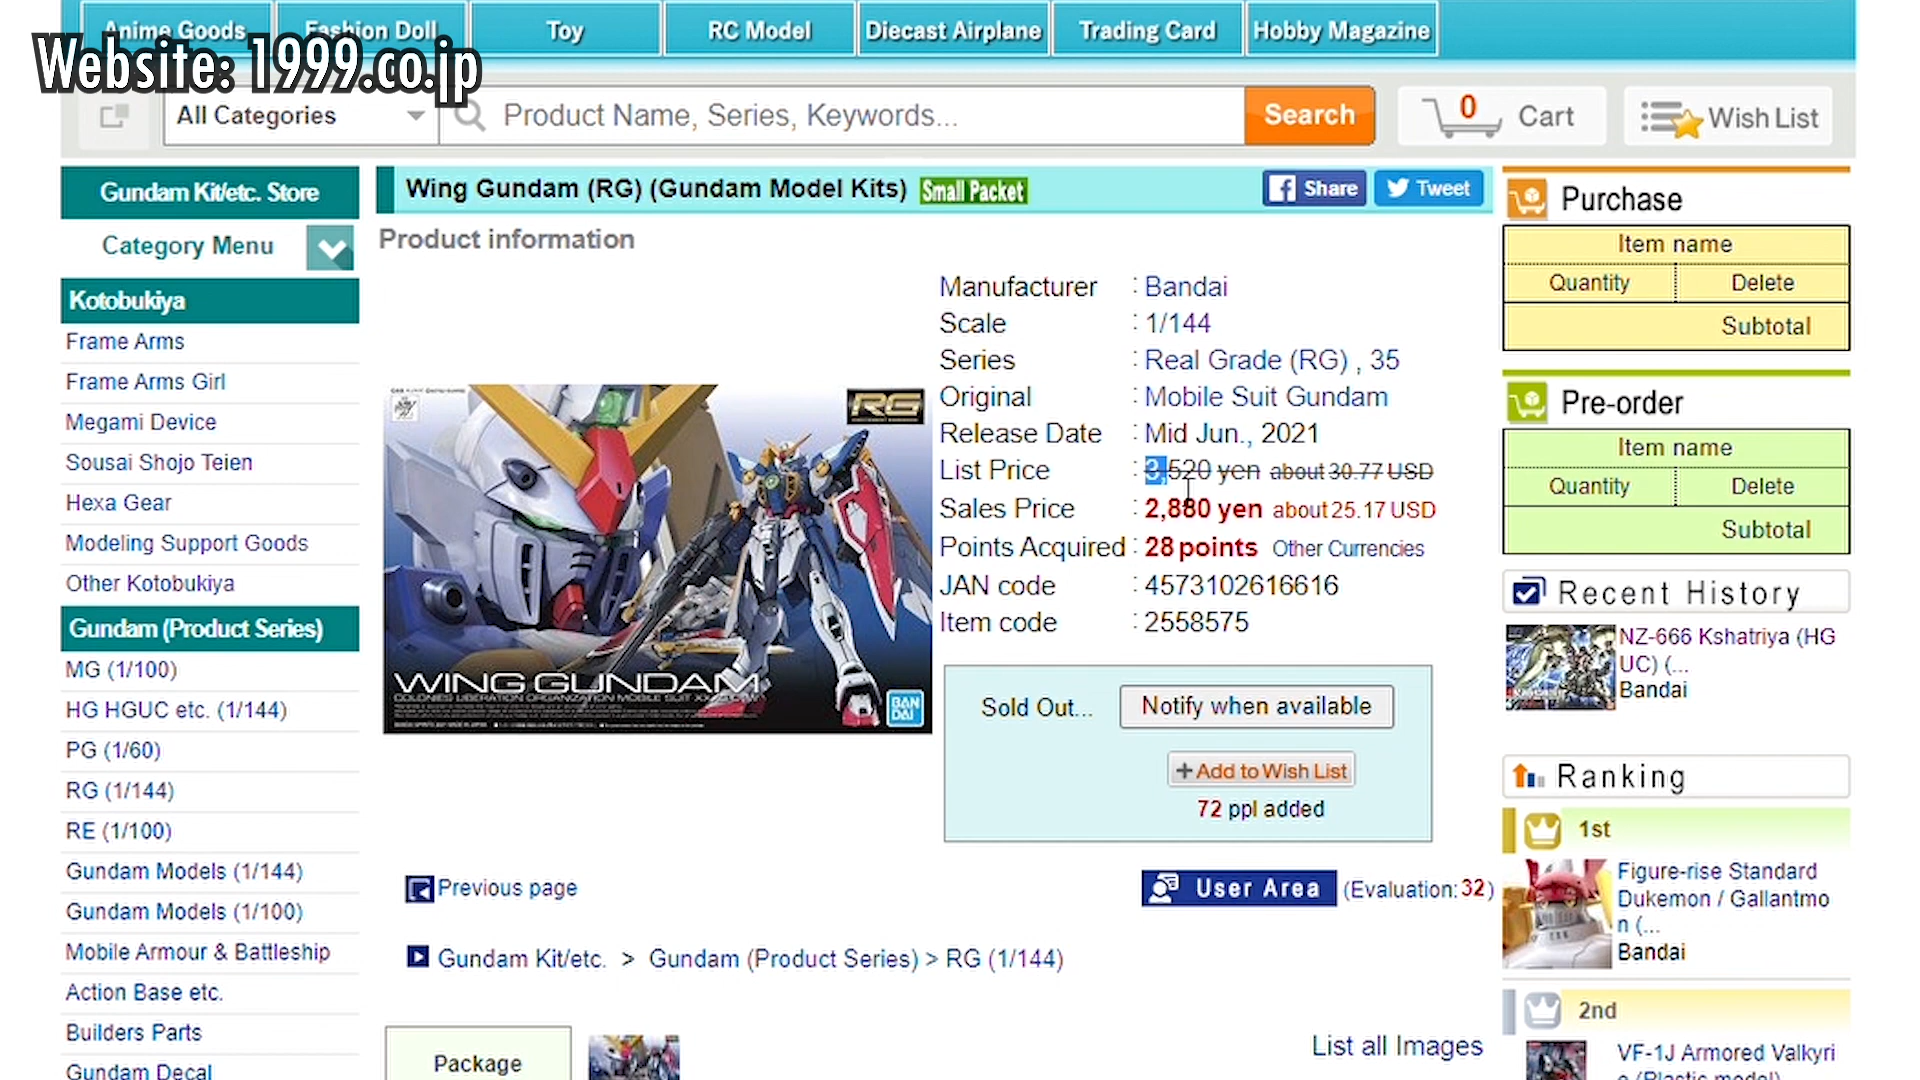 Anime Goods
Fashion Doll
Toy
RC Model
Diecast Airplane
Trading Card
Hobby Magazine
Website: 1999.co.jp
All Categories
Product Name, Series, Keywords...
Search
0
Cart
Wish List
Gundam Kit/etc. Store
Category Menu
Kotobukiya
Frame Arms
Frame Arms Girl
Megami Device
Sousai Shojo Teien
Hexa Gear
Modeling Support Goods
Other Kotobukiya
Gundam (Product Series)
MG (1/100)
HG HGUC etc. (1/144)
PG (1/60)
RG (1/144)
RE (1/100)
Gundam Models (1/144)
Gundam Models (1/100)
Mobile Armour & Battleship
Action Base etc.
Builders Parts
Gundam Decal
Wing Gundam (RG) (Gundam Model Kits) Small Packet
Share
Tweet
Product information
RG
WING GUNDAM
COLONIES LIBERATION ORGANIZATION MOBILE SUIT
BAN
DAI
Manufacturer : Bandai
Scale : 1/144
Series : Real Grade (RG) , 35
Original : Mobile Suit Gundam
Release Date : Mid Jun., 2021
List Price : 3,520 yen about 30.77 USD
Sales Price : 2,880 yen about 25.17 USD
Points Acquired : 28 points Other Currencies
JAN code : 4573102616616
Item code : 2558575
Sold Out...
Notify when available
+Add to Wish List
72 ppl added
Previous page
User Area (Evaluation:32)
Gundam Kit/etc. > Gundam (Product Series) > RG (1/144)
Package
List all Images
Purchase
Item name
Quantity Delete
Subtotal
Pre-order
Item name
Quantity Delete
Subtotal
Recent History
NZ-666 Kshatriya (HG
UC) (...
Bandai
Ranking
1st
Figure-rise Standard
Dukemon / Gallantmo
n (...
Bandai
2nd
VF-1J Armored Valkyri
e (Plastic model)